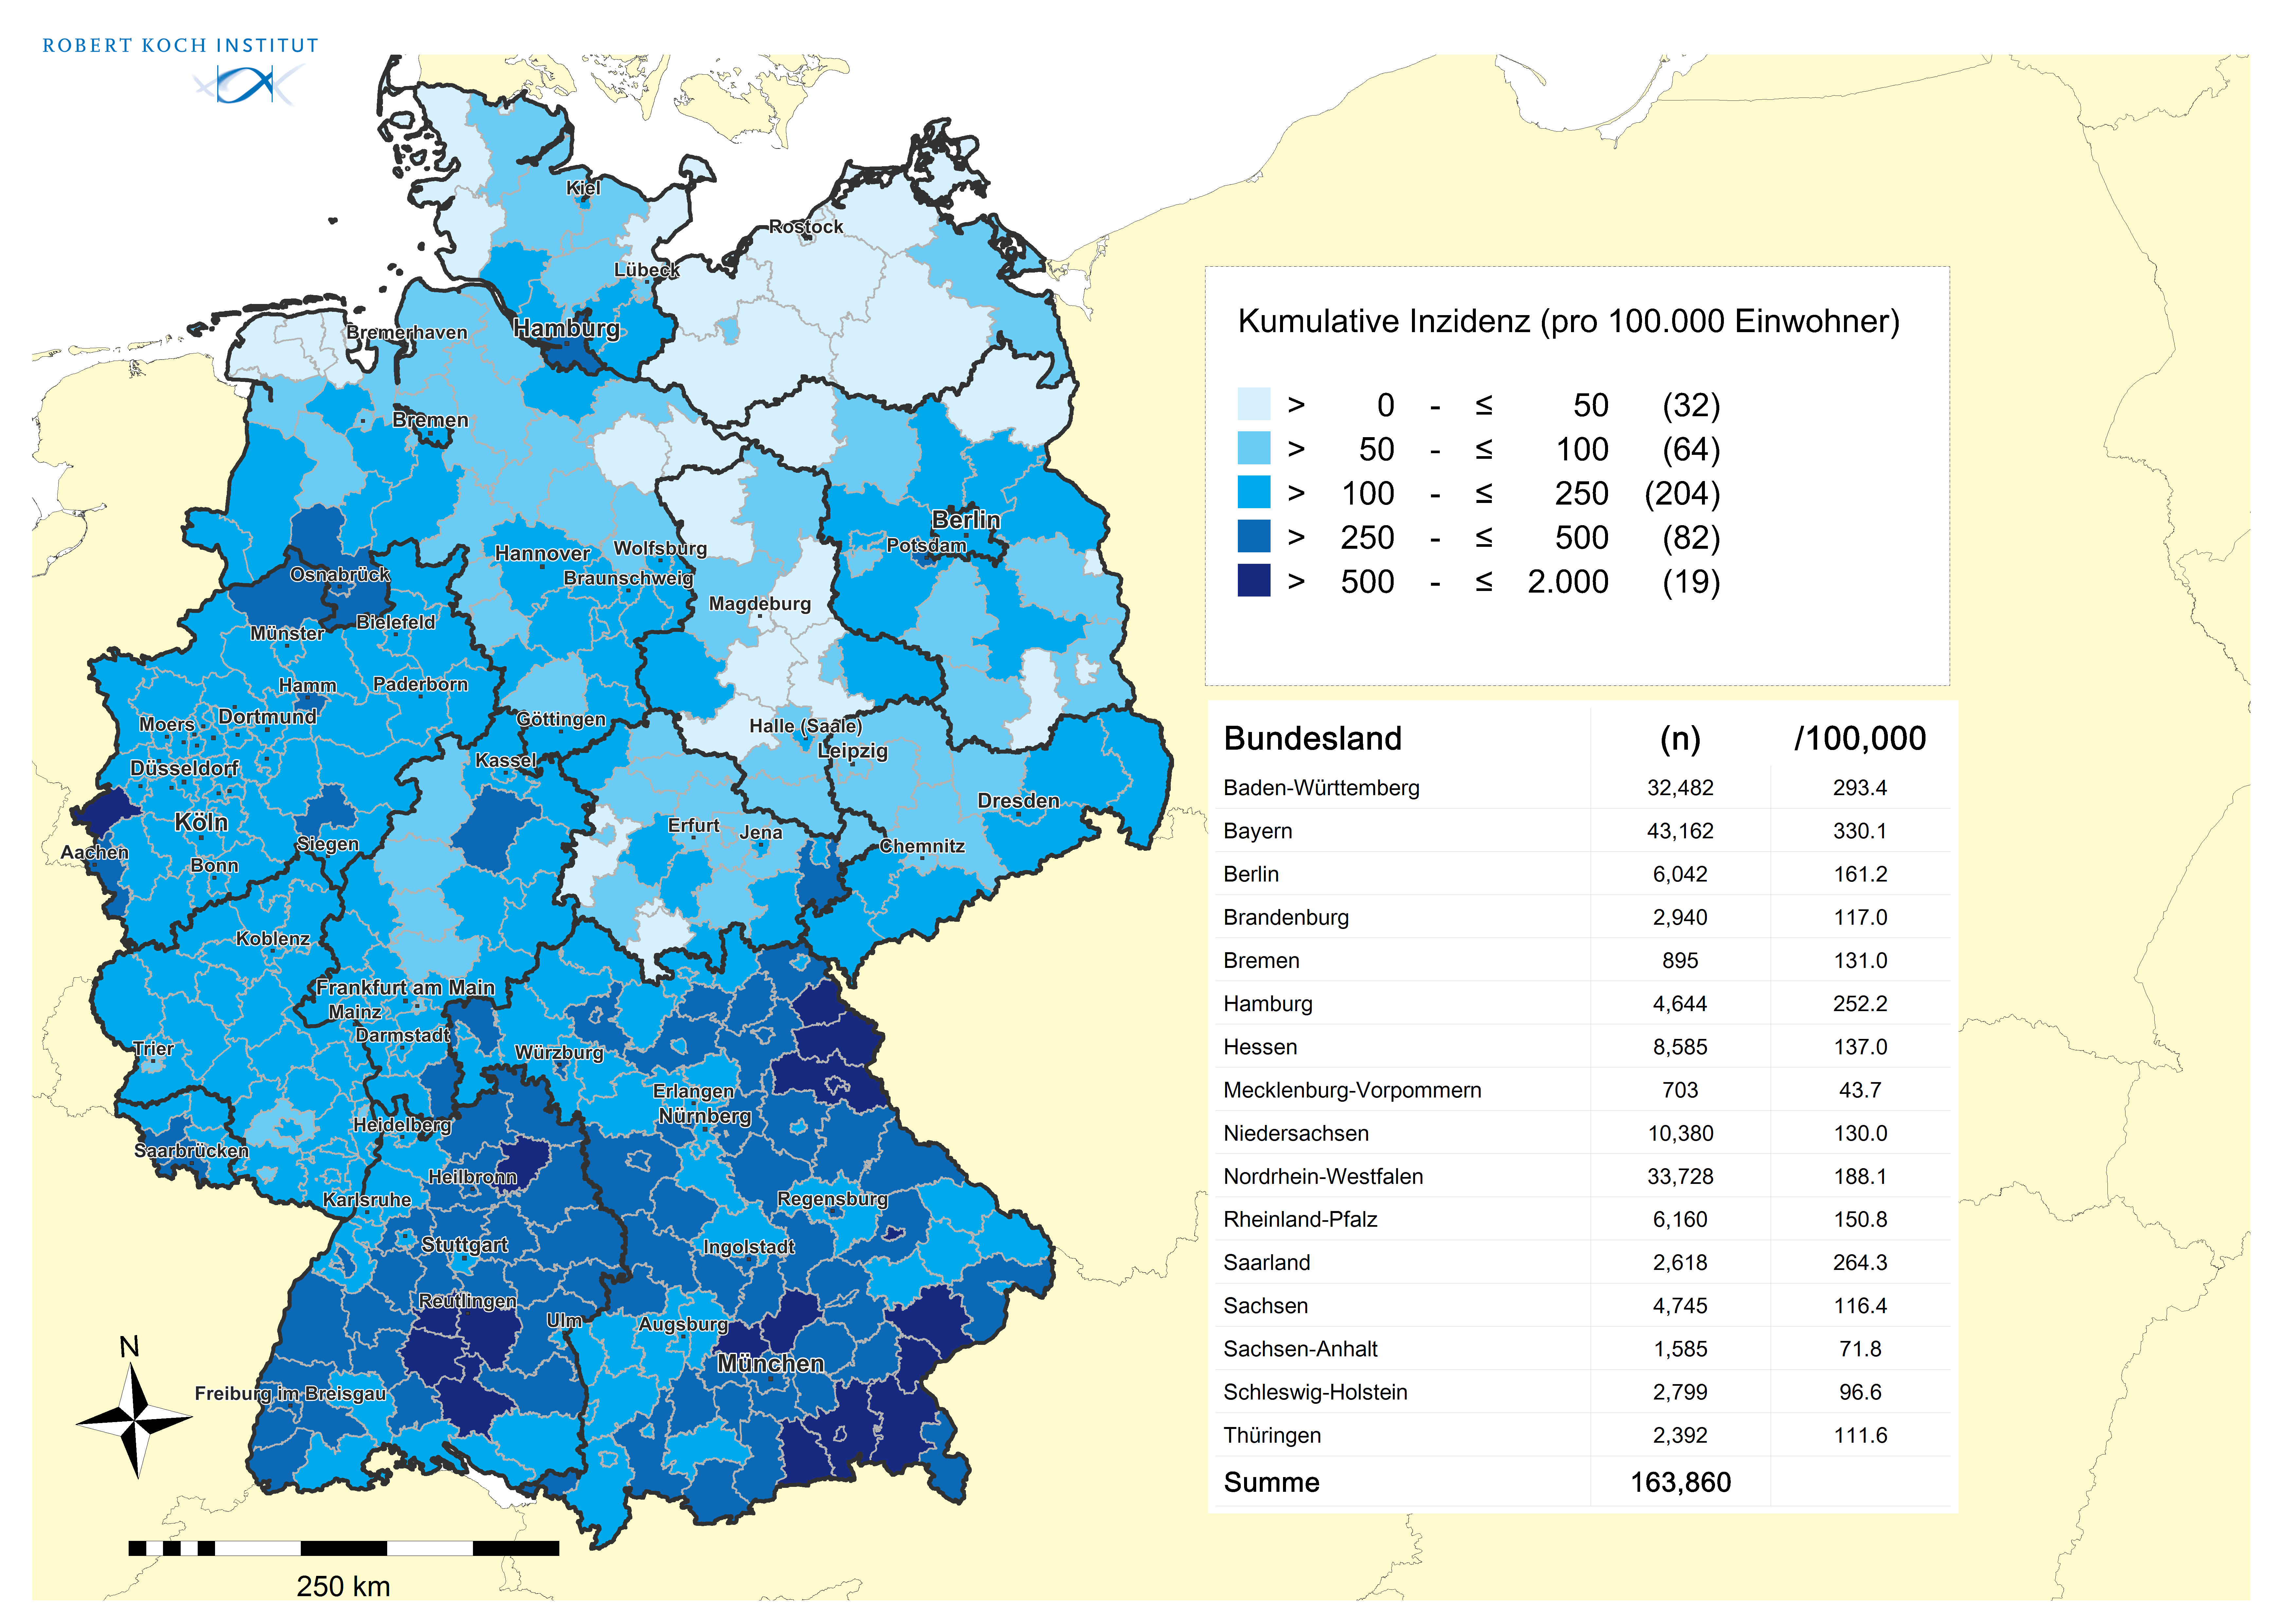 ROBERT KOCH INSTITUT
Kiel
Rostock
Lübeck
Hamburg
Bremerhaven
Bremen
Berlin
Potsdam
Hannover
Wolfsburg
Braunschweig
Osnabrück
Magdeburg
Bielefeld
Münster
Hamm
Paderborn
Moers
Dortmund
Göttingen
Halle (Saale)
Leipzig
Kassel
Düsseldorf
Dresden
Köln
Erfurt
Jena
Siegen
Chemnitz
Aachen
Bonn
Koblenz
Frankfurt am Main
Mainz
Darmstadt
Trier
Würzburg
Erlangen
Nürnberg
Heidelberg
Saarbrücken
Heilbronn
Karlsruhe
Regensburg
Stuttgart
Ingolstadt
Reutlingen
Ulm
Augsburg
München
Freiburg im Breisgau
N
250 km
Kumulative Inzidenz (pro 100.000 Einwohner)
> 0 - ≤ 50 (32)
> 50 - ≤ 100 (64)
> 100 - ≤ 250 (204)
> 250 - ≤ 500 (82)
> 500 - ≤ 2.000 (19)
Bundesland (n) /100,000
Baden-Württemberg 32,482 293.4
Bayern 43,162 330.1
Berlin 6,042 161.2
Brandenburg 2,940 117.0
Bremen 895 131.0
Hamburg 4,644 252.2
Hessen 8,585 137.0
Mecklenburg-Vorpommern 703 43.7
Niedersachsen 10,380 130.0
Nordrhein-Westfalen 33,728 188.1
Rheinland-Pfalz 6,160 150.8
Saarland 2,618 264.3
Sachsen 4,745 116.4
Sachsen-Anhalt 1,585 71.8
Schleswig-Holstein 2,799 96.6
Thüringen 2,392 111.6
Summe 163,860